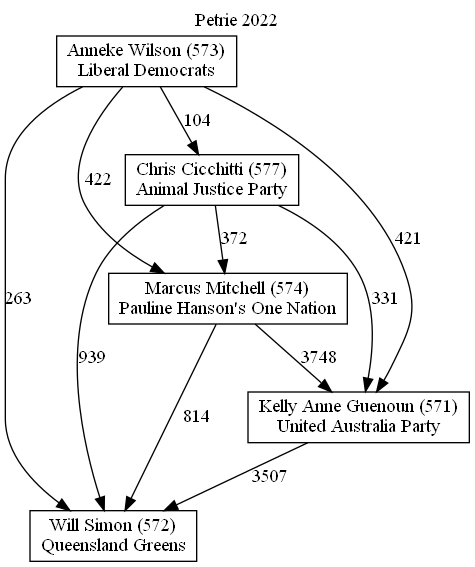 Petrie 2022
Anneke Wilson (573)
Liberal Democrats
104
Chris Cicchitti (577)
Animal Justice Party
422
372
421
Marcus Mitchell (574)
Pauline Hanson's One Nation
263
331
939
3748
Kelly Anne Guenoun (571)
United Australia Party
814
3507
Will Simon (572)
Queensland Greens